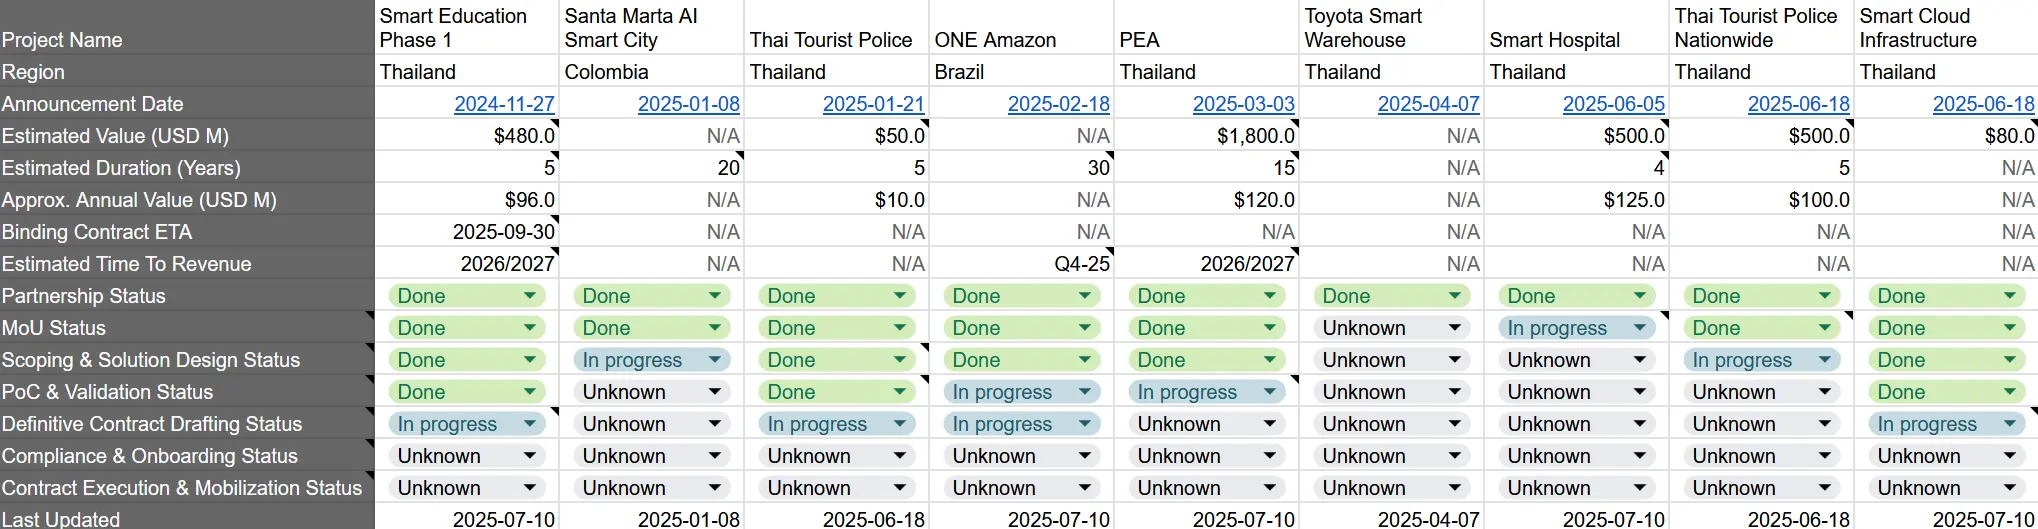 Project Name	Smart Education Phase 1	Santa Marta AI Smart City	Thai Tourist Police	ONE Amazon	PEA	Toyota Smart Warehouse	Smart Hospital	Thai Tourist Police Nationwide	Smart Cloud Infrastructure
Region	Thailand	Colombia	Thailand	Brazil	Thailand	Thailand	Thailand	Thailand	Thailand
Announcement Date	2024-11-27	2025-01-08	2025-01-21	2025-02-18	2025-03-03	2025-04-07	2025-06-05	2025-06-18	2025-06-18
Estimated Value (USD M)	$480.0	N/A	$50.0	N/A	$1,800.0	N/A	$500.0	$500.0	$80.0
Estimated Duration (Years)	5	20	5	30	15	N/A	4	5	N/A
Approx. Annual Value (USD M)	$96.0	N/A	$10.0	N/A	$120.0	N/A	$125.0	$100.0	N/A
Binding Contract ETA	2025-09-30	N/A	N/A	N/A	N/A	N/A	N/A	N/A	N/A
Estimated Time To Revenue	2026/2027	N/A	N/A	Q4-25	2026/2027	N/A	N/A	N/A	N/A
Partnership Status	Done	Done	Done	Done	Done	Done	Done	Done	Done
MoU Status	Done	Done	Done	Done	Done	Unknown	In progress	Done	Done
Scoping & Solution Design Status	Done	In progress	Done	Done	Done	Unknown	Unknown	In progress	Done
PoC & Validation Status	Done	Unknown	Done	In progress	In progress	Unknown	Unknown	Unknown	Done
Definitive Contract Drafting Status	In progress	Unknown	In progress	In progress	Unknown	Unknown	Unknown	Unknown	In progress
Compliance & Onboarding Status	Unknown	Unknown	Unknown	Unknown	Unknown	Unknown	Unknown	Unknown	Unknown
Contract Execution & Mobilization Status	Unknown	Unknown	Unknown	Unknown	Unknown	Unknown	Unknown	Unknown	Unknown
Last Updated	2025-07-10	2025-01-08	2025-06-18	2025-07-10	2025-07-10	2025-04-07	2025-07-10	2025-06-18	2025-07-10